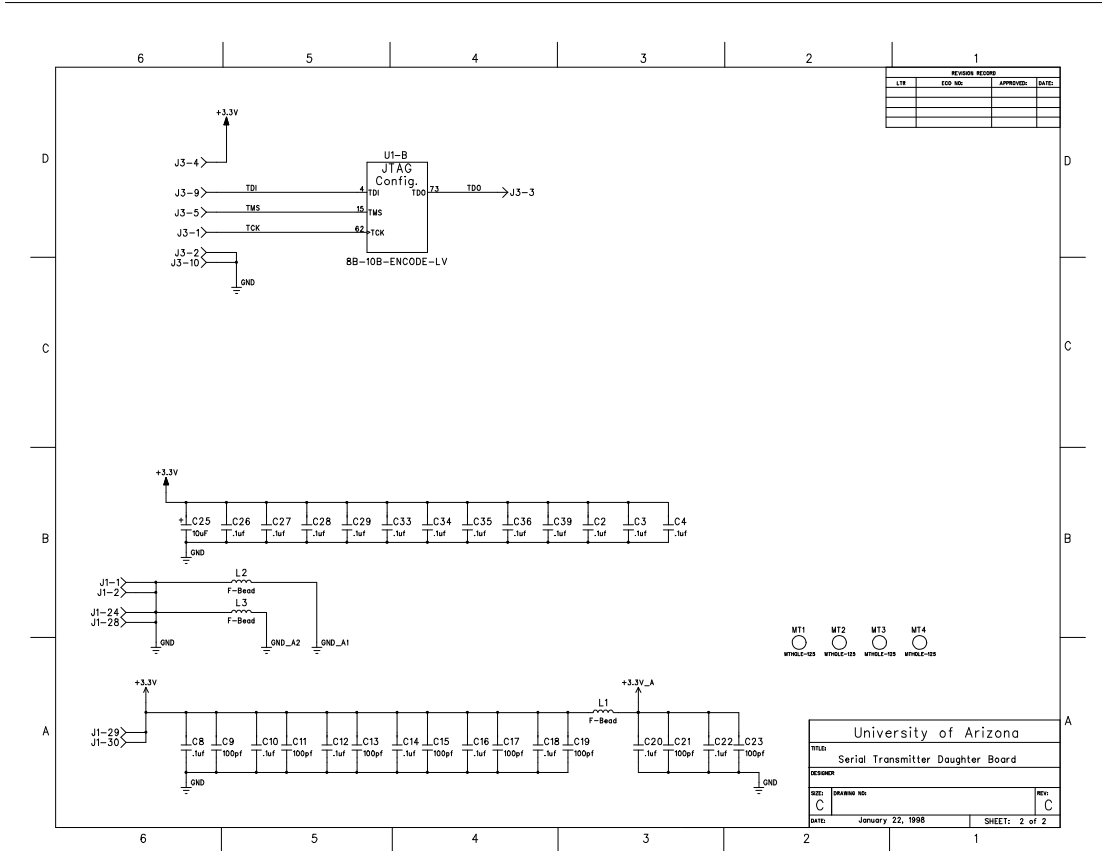 6 5 4 3 2 1
REVISION RECORD
LTR ECO NO: APPROVED: DATE:
+3.3V
D D
J3-4
U1-B
JTAG
Config.
J3-9 TDI 4 TDI TDO 73 TDO J3-3
J3-5 TMS 15 TMS
J3-1 TCK 62 TCK
J3-2
J3-10
8B-10B-ENCODE-LV
GND
C C
+3.3V
+ C25 C26 C27 C28 C29 C33 C34 C35 C36 C39 C2 C3 C4
10uF .1uf .1uf .1uf .1uf .1uf .1uf .1uf .1uf .1uf .1uf .1uf .1uf
B B
GND
J1-1 L2
J1-2 F-Bead
L3
J1-24 F-Bead
J1-28
GND GND_A2 GND_A1
MT1 MT2 MT3 MT4
MTHOLE-125 MTHOLE-125 MTHOLE-125 MTHOLE-125
+3.3V +3.3V_A
L1
F-Bead
A A
J1-29
J1-30
C8 C9 C10 C11 C12 C13 C14 C15 C16 C17 C18 C19 C20 C21 C22 C23
.1uf 100pf .1uf 100pf .1uf 100pf .1uf 100pf .1uf 100pf .1uf 100pf .1uf 100pf .1uf 100pf
GND GND
University of Arizona
TITLE:
Serial Transmitter Daughter Board
DESIGNER
SIZE: DRAWING NO: REV:
C C
DATE: January 22, 1998 SHEET: 2 of 2
6 5 4 3 2 1